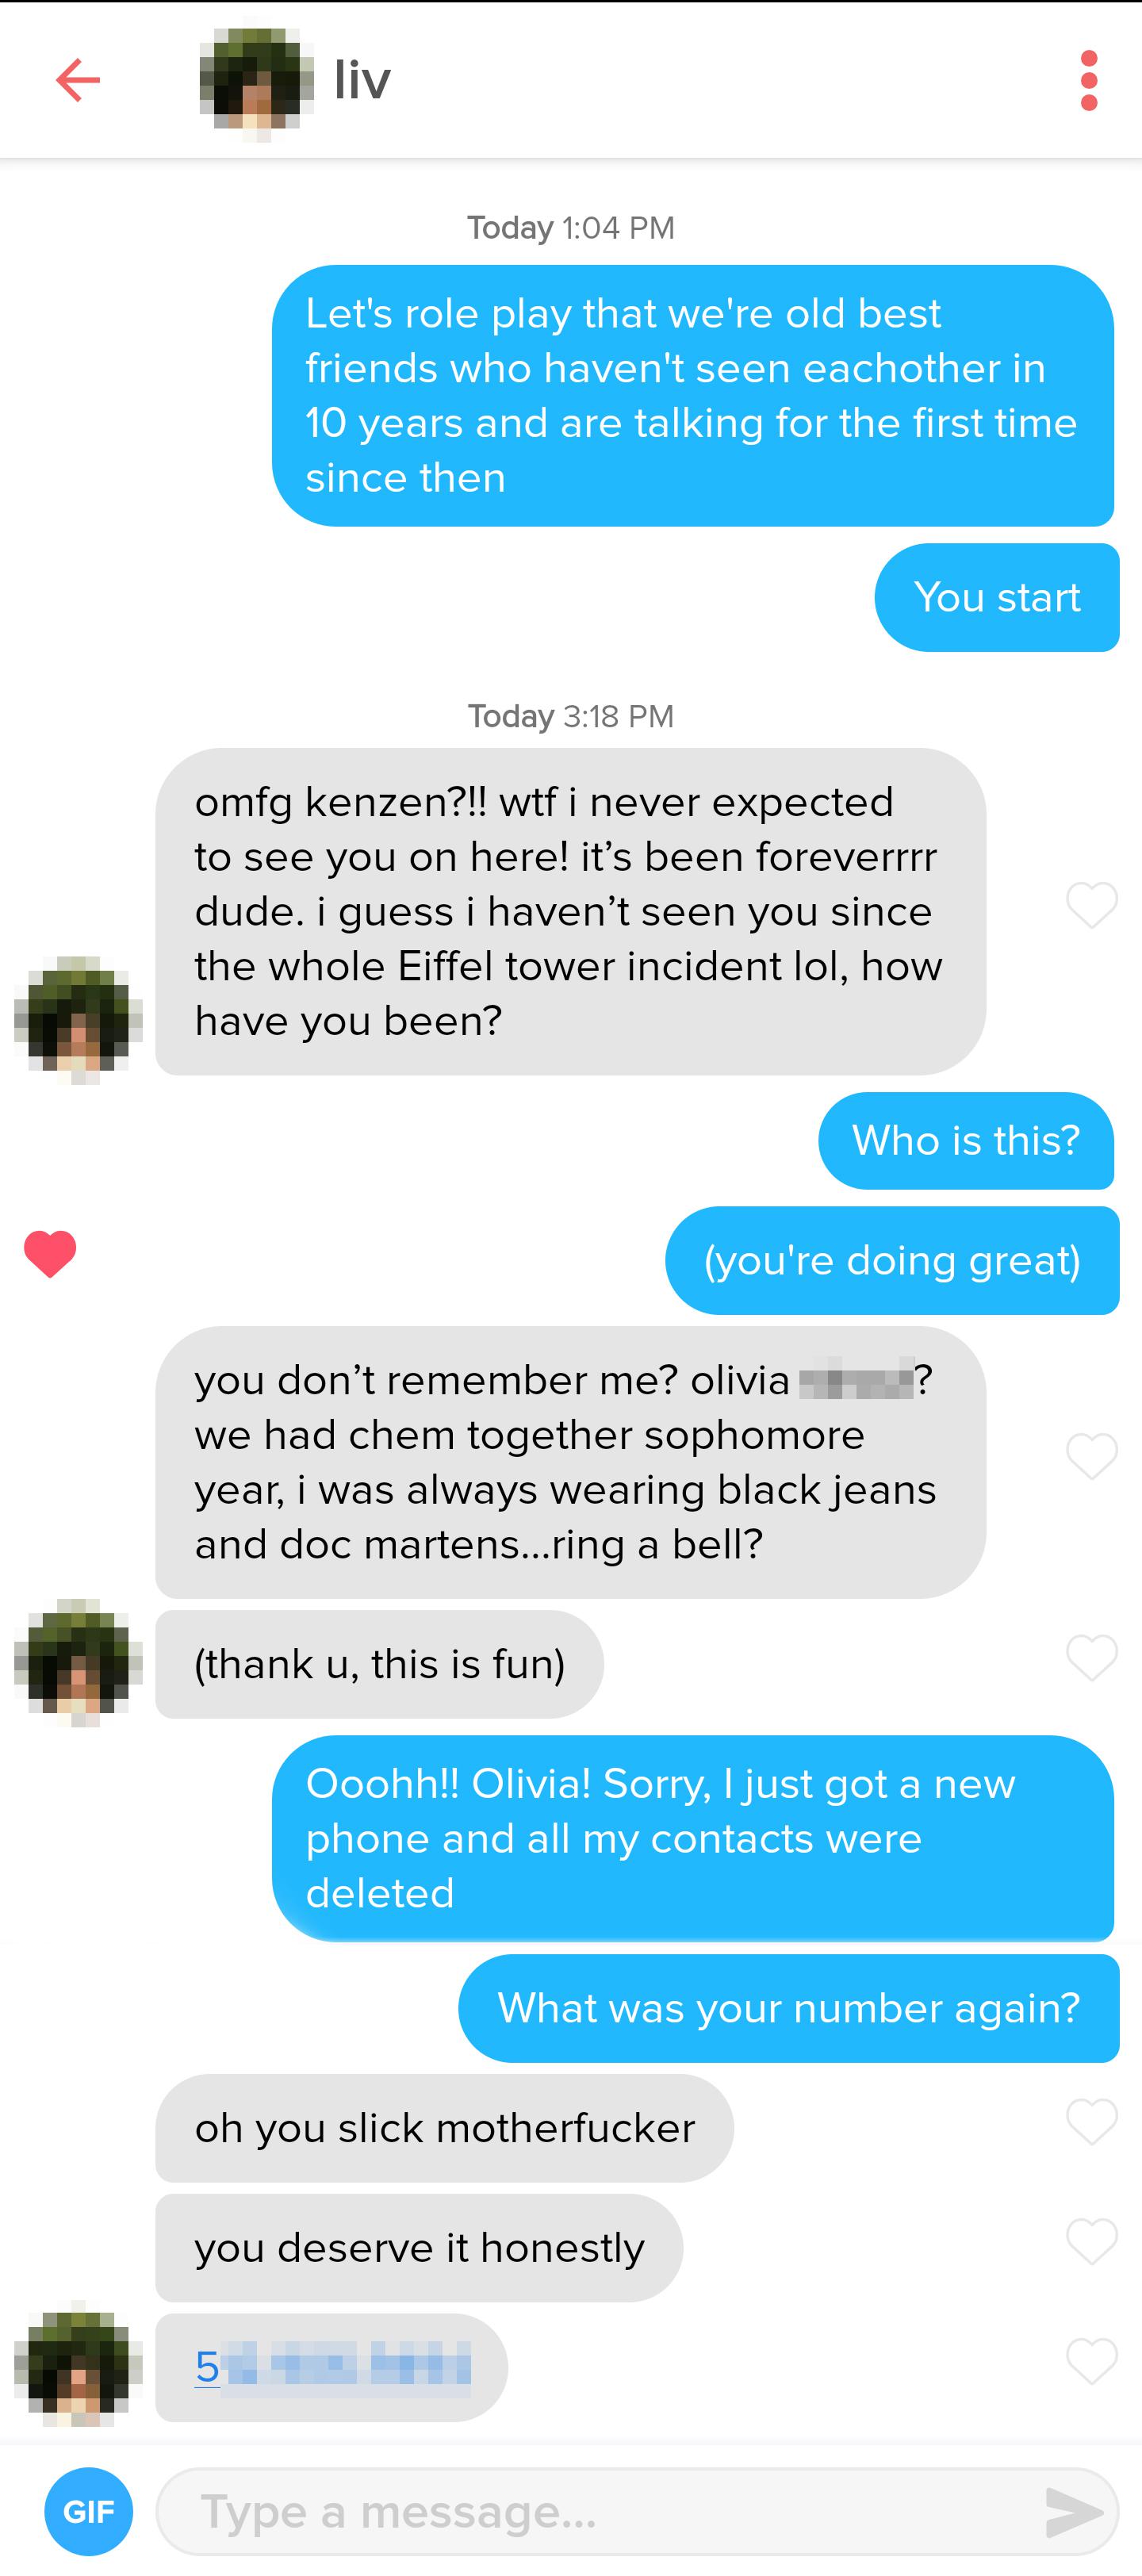 liv
Today 1:04 PM
Let's role play that we're old best
friends who haven't seen eachother in
10 years and are talking for the first time
since then
You start
Today 3:18 PM
omfg kenzen?!! wtf i never expected
to see you on here! it’s been foreverrrr
dude. i guess i haven’t seen you since
the whole Eiffel tower incident lol, how
have you been?
Who is this?
(you're doing great)
you don’t remember me? olivia ?
we had chem together sophomore
year, i was always wearing black jeans
and doc martens...ring a bell?
(thank u, this is fun)
Ooohh!! Olivia! Sorry, I just got a new
phone and all my contacts were
deleted
What was your number again?
oh you slick motherfucker
you deserve it honestly
5
GIF
Type a message...